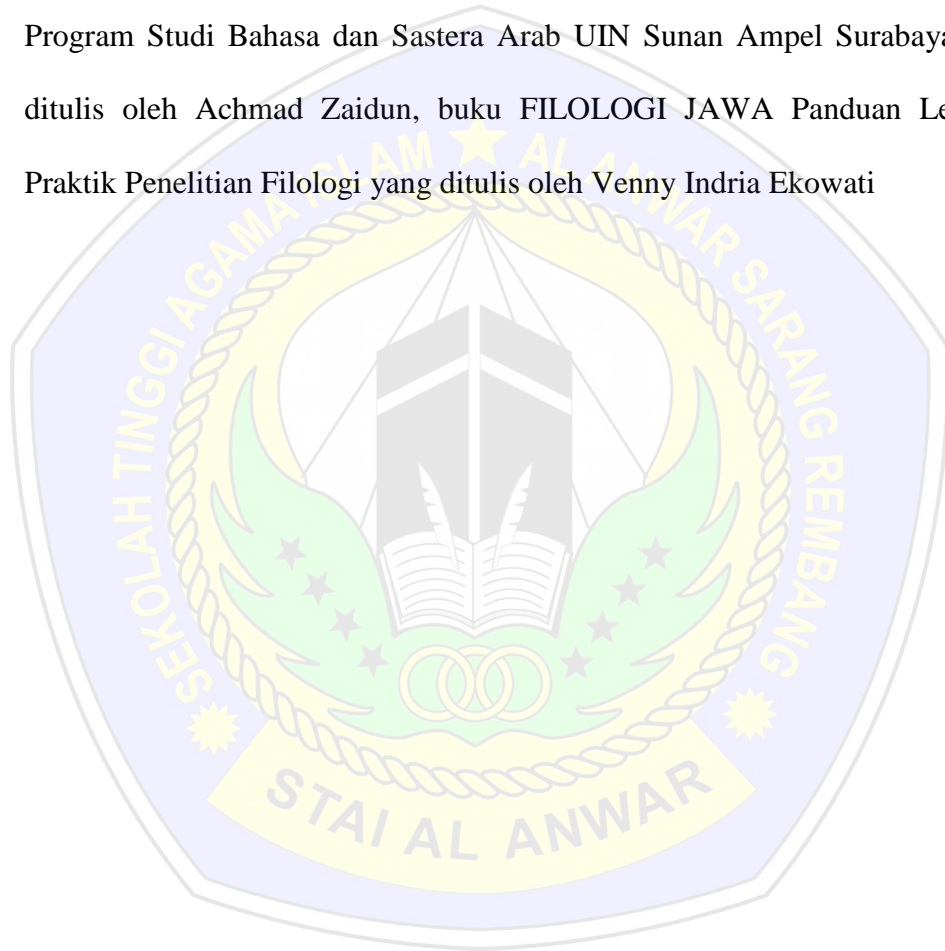 Program Studi Bahasa dan Sastera Arab UIN Sunan Ampel Surabaya
ditulis oleh Achmad Zaidun, buku FILOLOGI JAWA Panduan
Praktik Penelitian Filologi yang ditulis oleh Venny Indria Ekowati
SEKOLAH TINGGI AGAMA ISLAM AL ANWAR SARANG REMBANG
STAI AL ANWAR